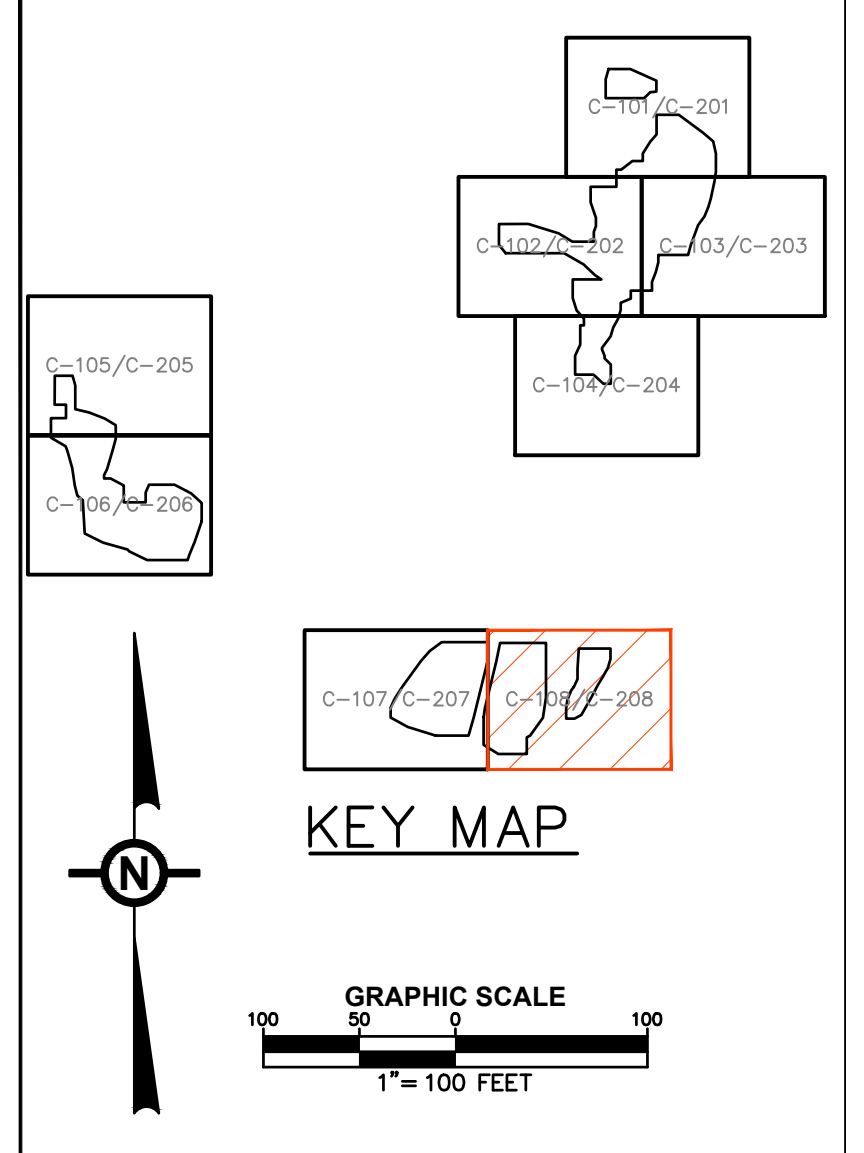 C-101/C-201
C-102/C-202
C-103/C-203
C-105/C-205
C-104/C-204
C-106/C-206
C-107/C-207
C-108/C-208
KEY MAP
N
GRAPHIC SCALE
100 50 0 100
1"= 100 FEET